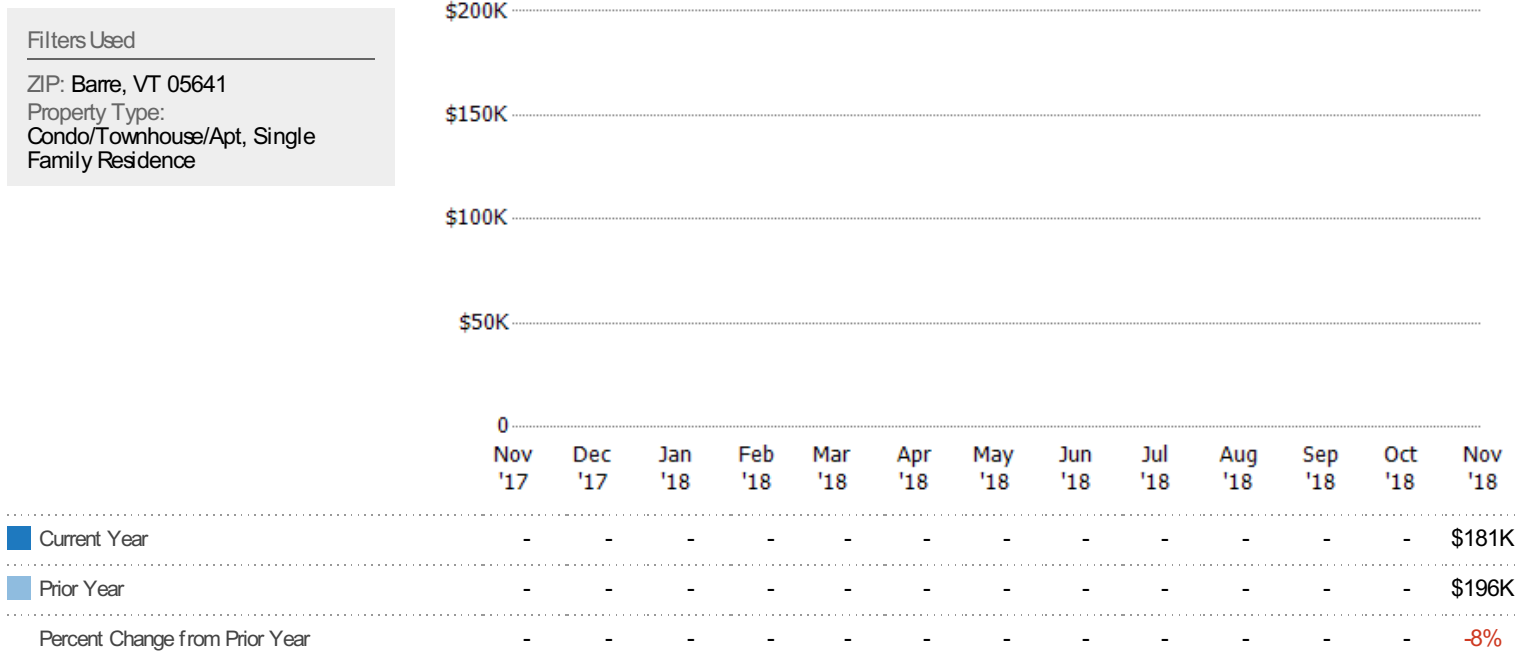 Filters Used
ZIP: Barre, VT 05641
Property Type:
Condo/Townhouse/Apt, Single
Family Residence
$200K
$150K
$100K
$50K
0
Nov Dec Jan Feb Mar Apr May Jun Jul Aug Sep Oct Nov
'17 '17 '18 '18 '18 '18 '18 '18 '18 '18 '18 '18 '18
Current Year - - - - - - - - - - - - $181K
Prior Year - - - - - - - - - - - - $196K
Percent Change from Prior Year - - - - - - - - - - - - -8%